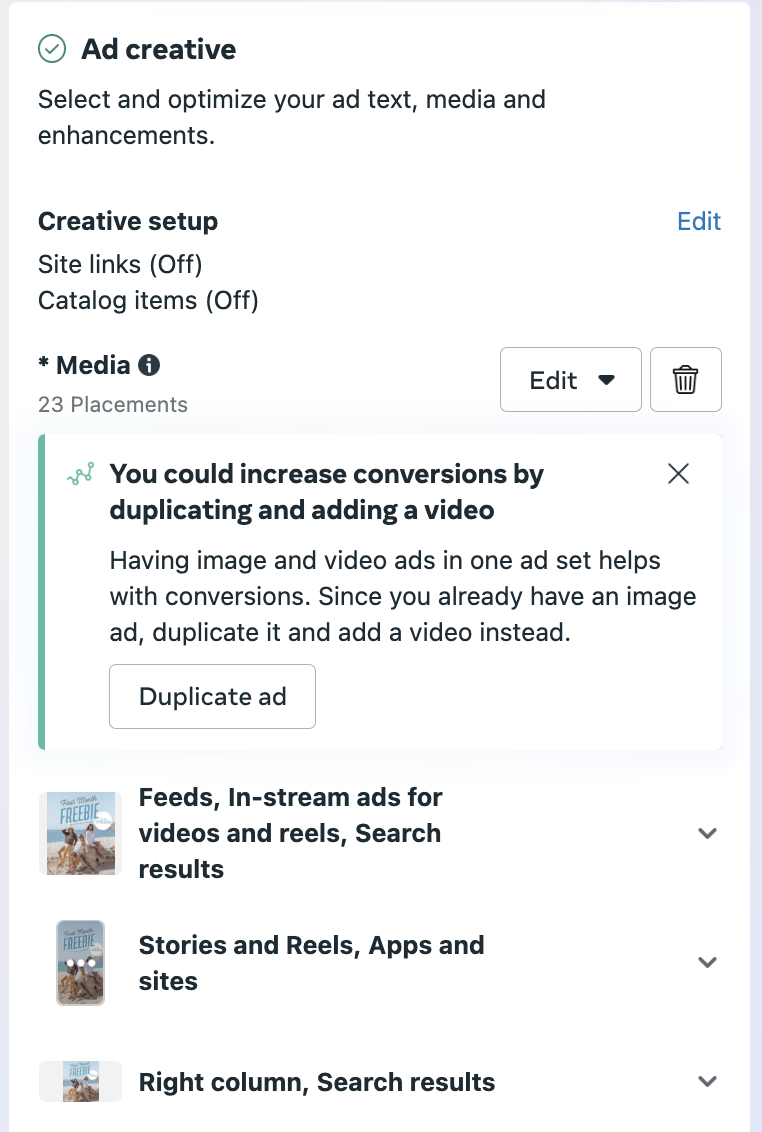 Ad creative
Select and optimize your ad text, media and
enhancements.
Creative setup
Edit
Site links (Off)
Catalog items (Off)
* Media
Edit
23 Placements
You could increase conversions by
duplicating and adding a video
Having image and video ads in one ad set helps
with conversions. Since you already have an image
ad, duplicate it and add a video instead.
Duplicate ad
First Month
FREEBIE
Feeds, In-stream ads for
videos and reels, Search
results
First Month
FREEBIE
Stories and Reels, Apps and
sites
FREEBIE
Right column, Search results